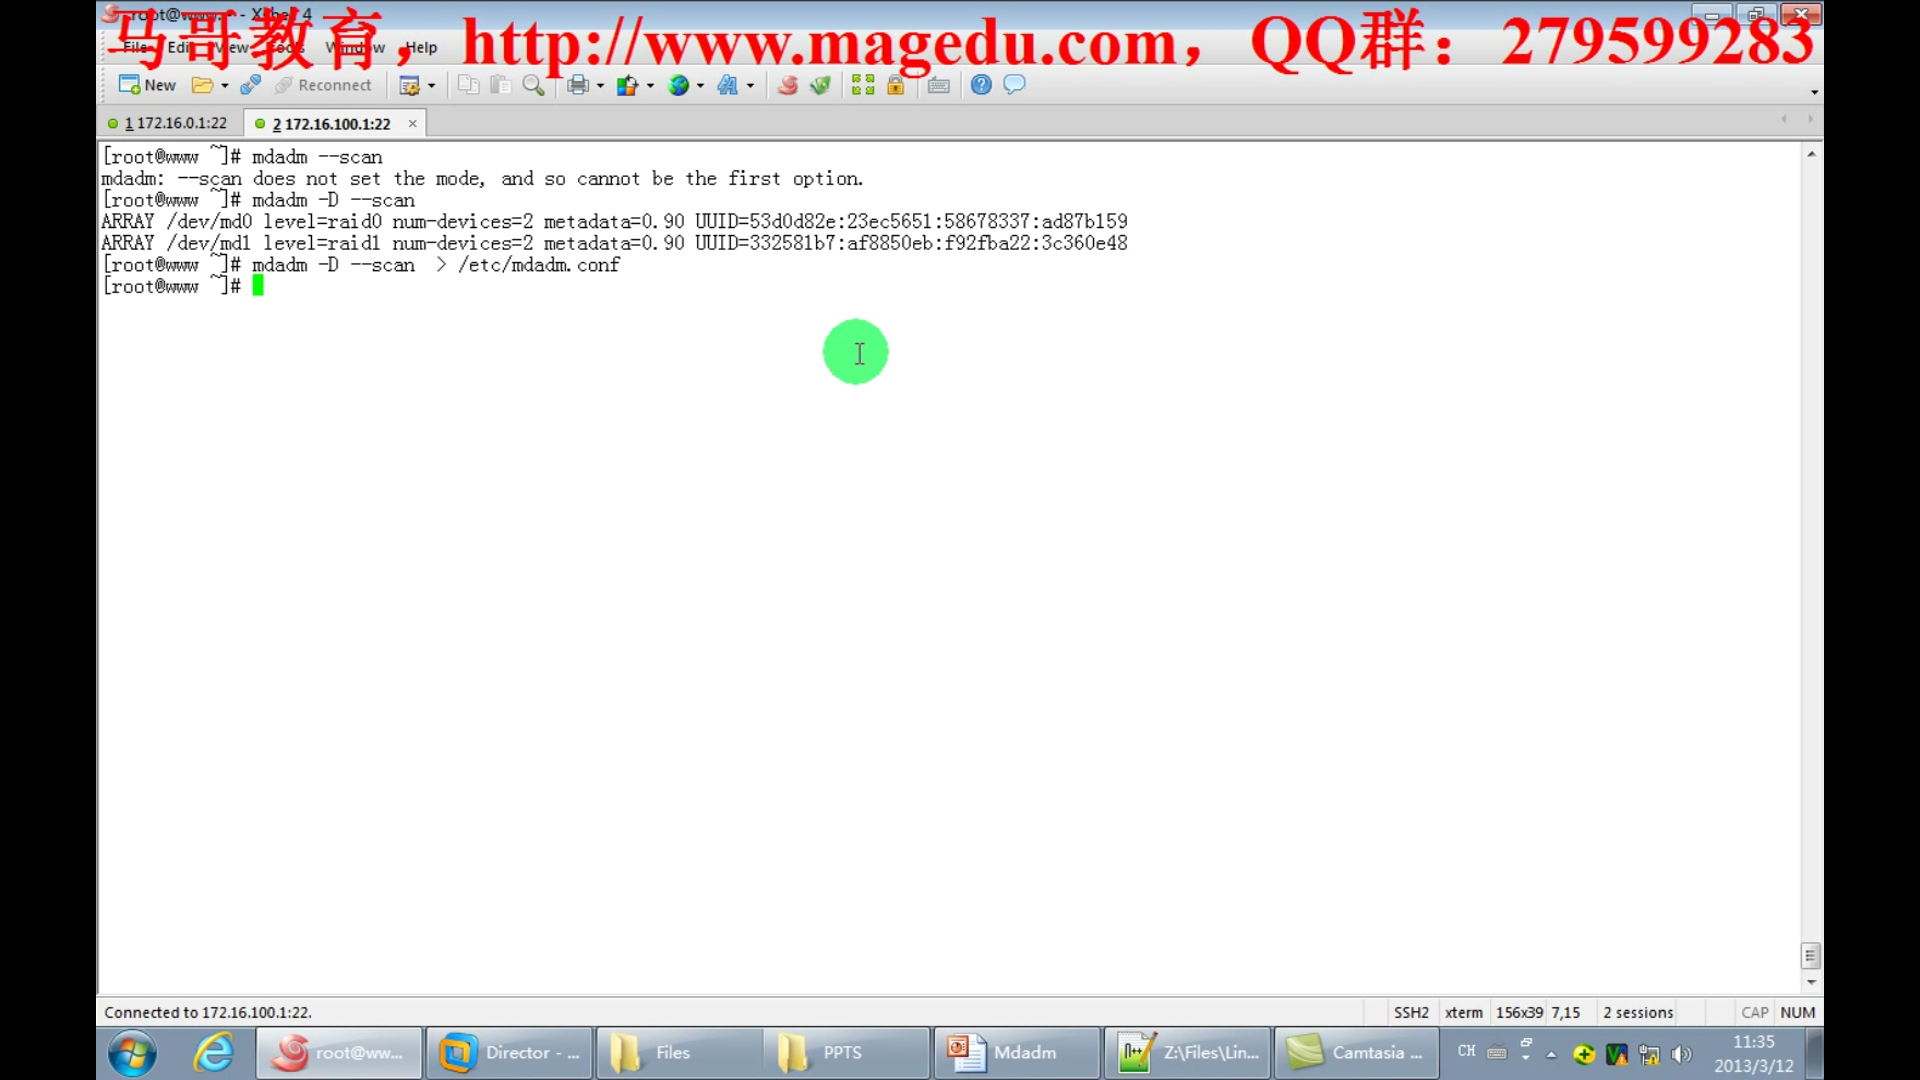 root@www:~ - Xshell 4
马哥教育，http://www.magedu.com，QQ群：279599283
File Edit View Tools Window Help
New Reconnect
1 172.16.0.1:22 2 172.16.100.1:22
[root@www ~]# mdadm --scan
mdadm: --scan does not set the mode, and so cannot be the first option.
[root@www ~]# mdadm -D --scan
ARRAY /dev/md0 level=raid0 num-devices=2 metadata=0.90 UUID=53d0d82e:23ec5651:58678337:ad87b159
ARRAY /dev/md1 level=raid1 num-devices=2 metadata=0.90 UUID=332581b7:af8850eb:f92fba22:3c360e48
[root@www ~]# mdadm -D --scan  > /etc/mdadm.conf
[root@www ~]#
Connected to 172.16.100.1:22. SSH2 xterm 156x39 7,15 2 sessions CAP NUM
root@ww... Director - ... Files PPTS Mdadm Z:\Files\Lin... Camtasia ... CH 11:35
2013/3/12